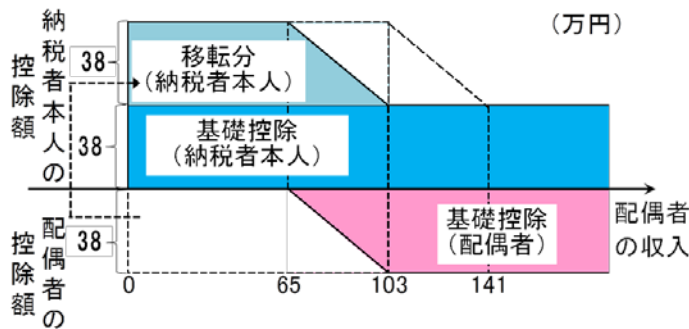 (万円)
納税者本人の
控除額
38
移転分
(納税者本人)
38
基礎控除
(納税者本人)
配偶者の
控除額
38
基礎控除
(配偶者)
配偶者
の収入
0
65
103
141